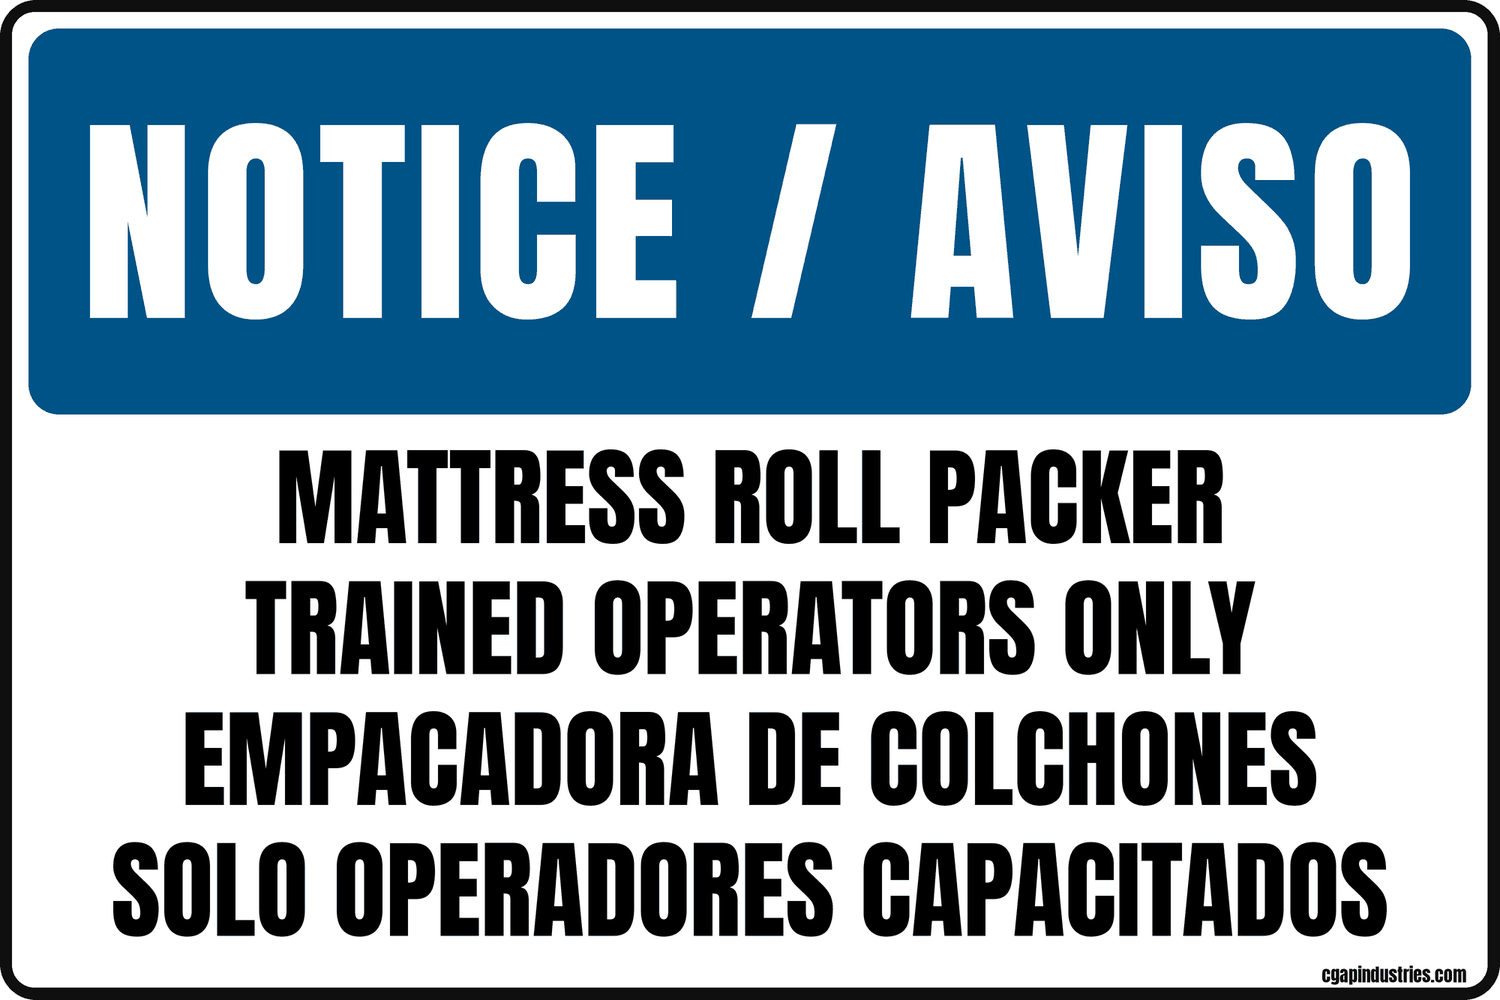 NOTICE / AVISO
MATTRESS ROLL PACKER
TRAINED OPERATORS ONLY
EMPACADORA DE COLCHONES
SOLO OPERADORES CAPACITADOS
cgapindustries.com